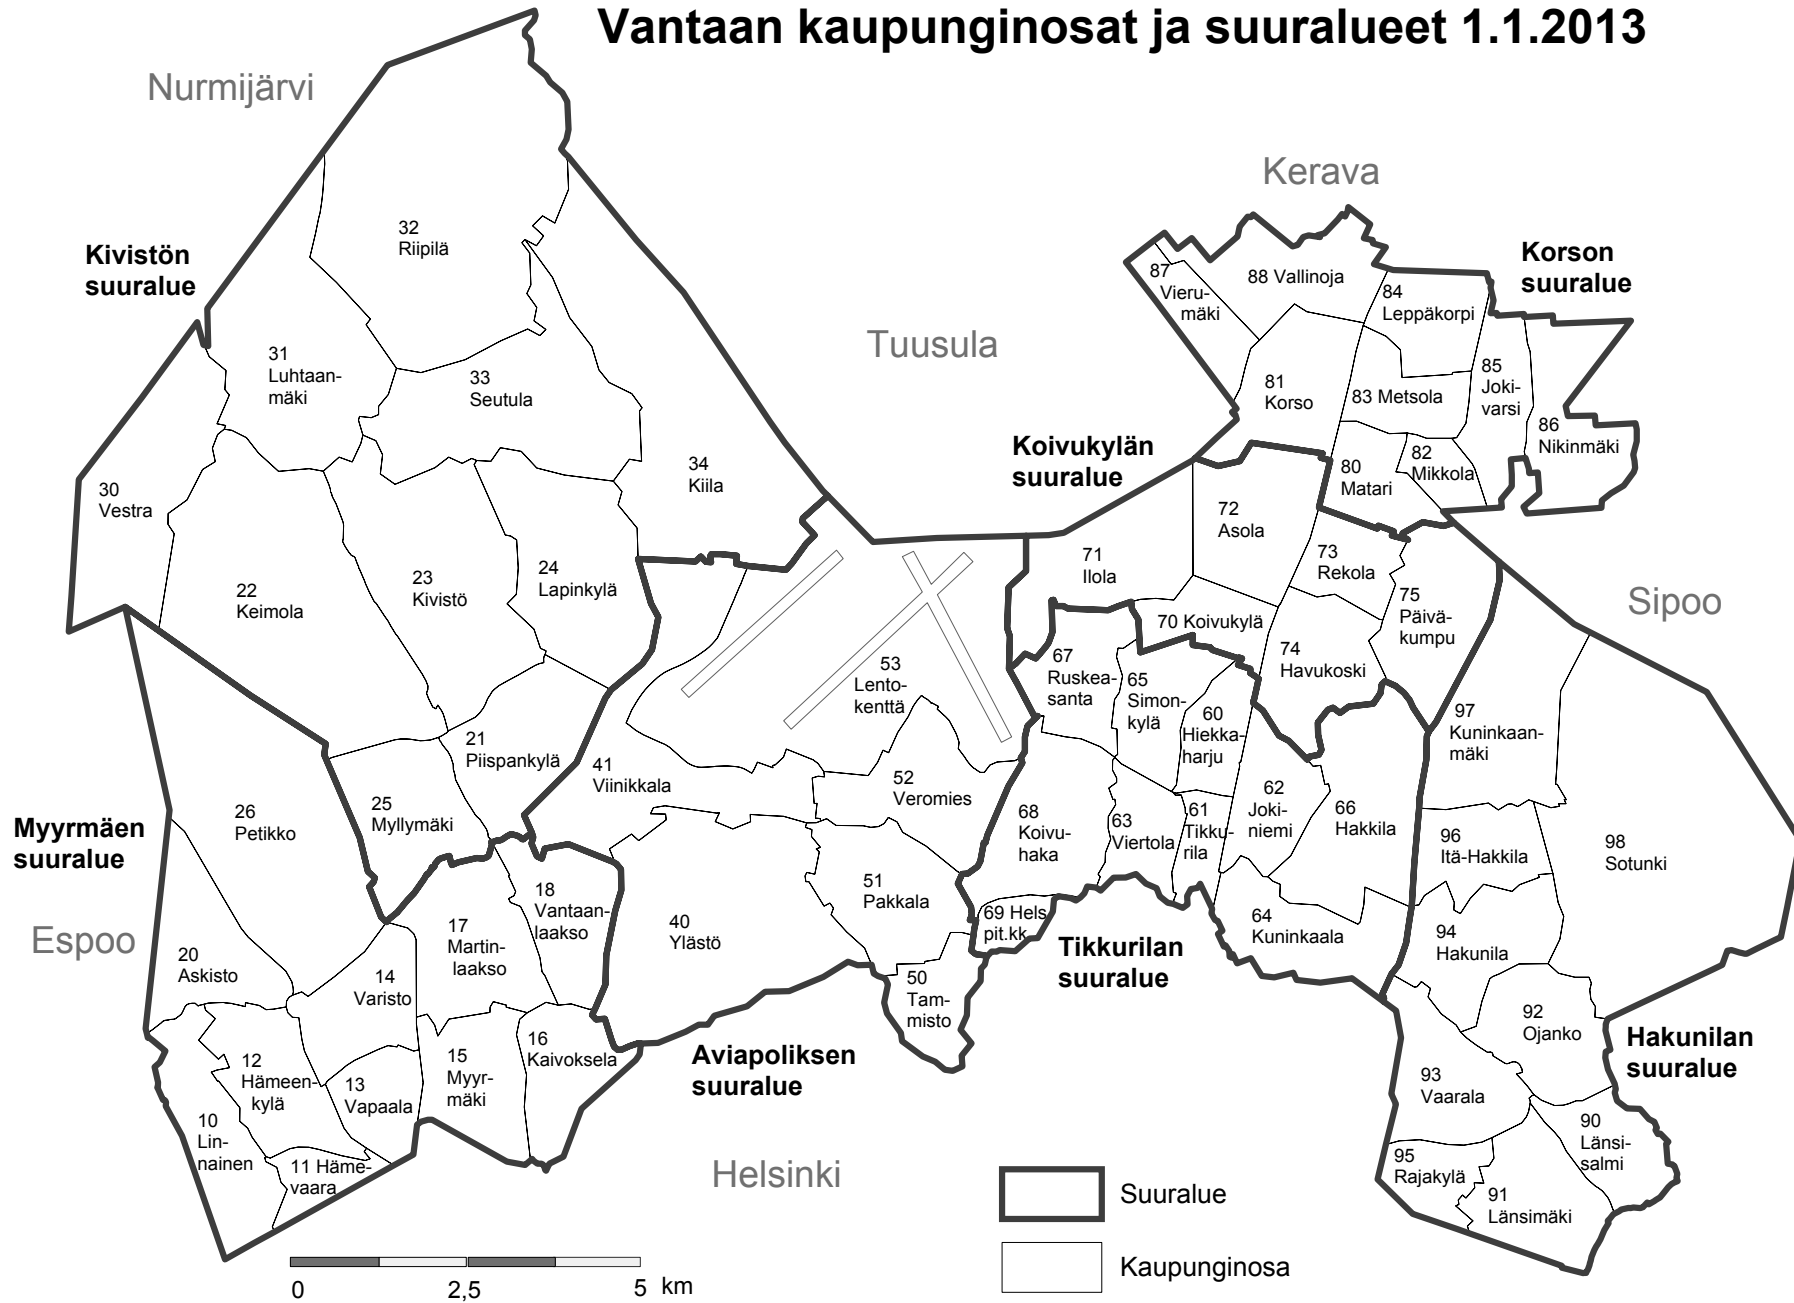 Vantaan kaupunginosat ja suuralueet 1.1.2013
Nurmijärvi
Kerava
Tuusula
Sipoo
Espoo
Helsinki
Kivistön
suuralue
Korson
suuralue
Koivukylän
suuralue
Myyrmäen
suuralue
Tikkurilan
suuralue
Aviapoliksen
suuralue
Hakunilan
suuralue
32
Riipilä
31
Luhtaan-
mäki
33
Seutula
34
Kiila
30
Vestra
22
Keimola
23
Kivistö
24
Lapinkylä
21
Piispankylä
25
Myllymäki
26
Petikko
20
Askisto
18
Vantaan-
laakso
17
Martin-
laakso
14
Varisto
16
Kaivoksela
15
Myyr-
mäki
12
Hämeen-
kylä
13
Vapaala
10
Lin-
nainen
11 Häme-
vaara
41
Viinikkala
40
Ylästö
53
Lento-
kenttä
52
Veromies
51
Pakkala
50
Tam-
misto
87
Vieru-
mäki
88 Vallinoja
84
Leppäkorpi
85
Joki-
varsi
81
Korso
83 Metsola
86
Nikinmäki
80
Matari
82
Mikkola
72
Asola
71
Ilola
73
Rekola
75
Päivä-
kumpu
70 Koivukylä
74
Havukoski
67
Ruskea-
santa
65
Simon-
kylä
60
Hiekka-
harju
62
Joki-
niemi
66
Hakkila
68
Koivu-
haka
63
Viertola
61
Tikku-
rila
69 Hels
pit.kk
64
Kuninkaala
97
Kuninkaan-
mäki
96
Itä-Hakkila
98
Sotunki
94
Hakunila
92
Ojanko
93
Vaarala
90
Länsi-
salmi
95
Rajakylä
91
Länsimäki
Suuralue
Kaupunginosa
0 2,5 5 km